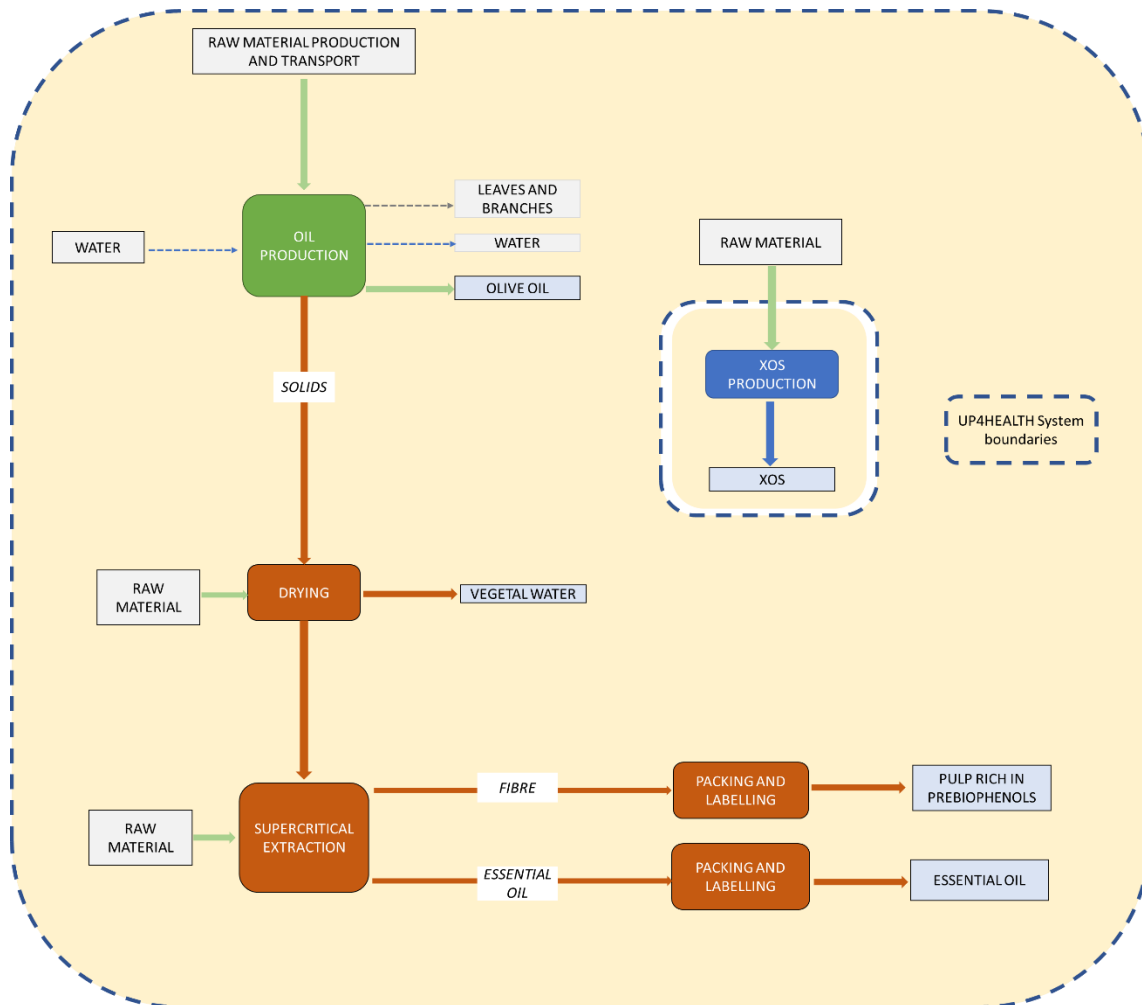 RAW MATERIAL PRODUCTION
AND TRANSPORT
LEAVES AND
BRANCHES
WATER
OIL
PRODUCTION
WATER
OLIVE OIL
RAW MATERIAL
SOLIDS
XOS
PRODUCTION
XOS
UP4HEALTH System
boundaries
RAW
MATERIAL
DRYING
VEGETAL WATER
RAW
MATERIAL
SUPERCRITICAL
EXTRACTION
FIBRE
PACKING AND
LABELLING
PULP RICH IN
PREBIOPHENOLS
ESSENTIAL
OIL
PACKING AND
LABELLING
ESSENTIAL OIL